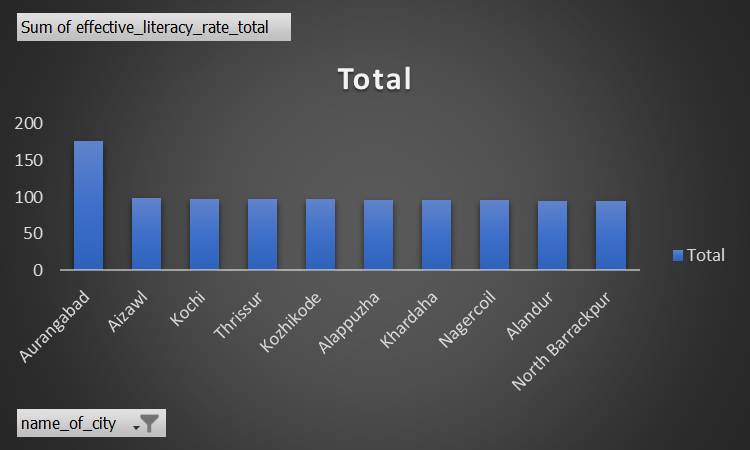 Sum of effective_literacy_rate_total
Total
200
150
100
50
0
Total
Aurangabad
Aizawl
Kochi
Thrissur
Kozhikode
Alappuzha
Khardaha
Nagercoil
Alandur
North Barrackpur
name_of_city